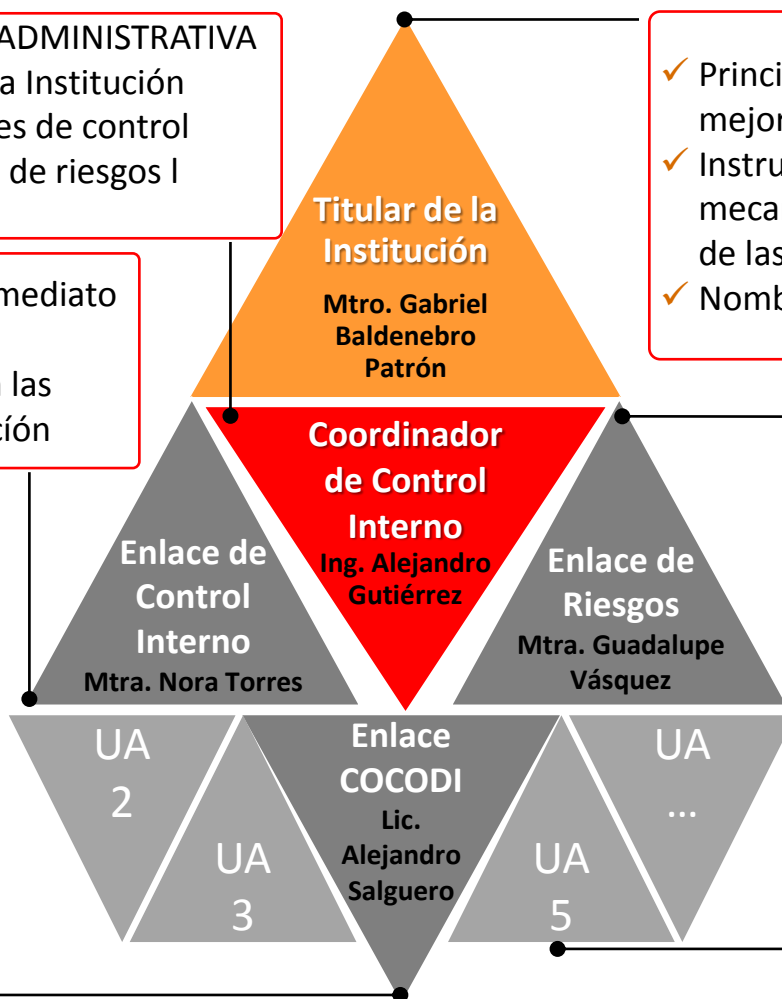 ADMINISTRATIVA
a Institución
es de control
de riesgos l
mediato
las
ción
Princi
mejor
Instru
meca
de las
Nomb
Titular de la
Institución
Mtro. Gabriel
Baldenebro
Patrón
Coordinador
de Control
Interno
Ing. Alejandro
Gutiérrez
Enlace de
Control
Interno
Mtra. Nora Torres
Enlace de
Riesgos
Mtra. Guadalupe
Vásquez
UA
2
UA
3
Enlace
COCODI
Lic.
Alejandro
Salguero
UA
5
UA
...